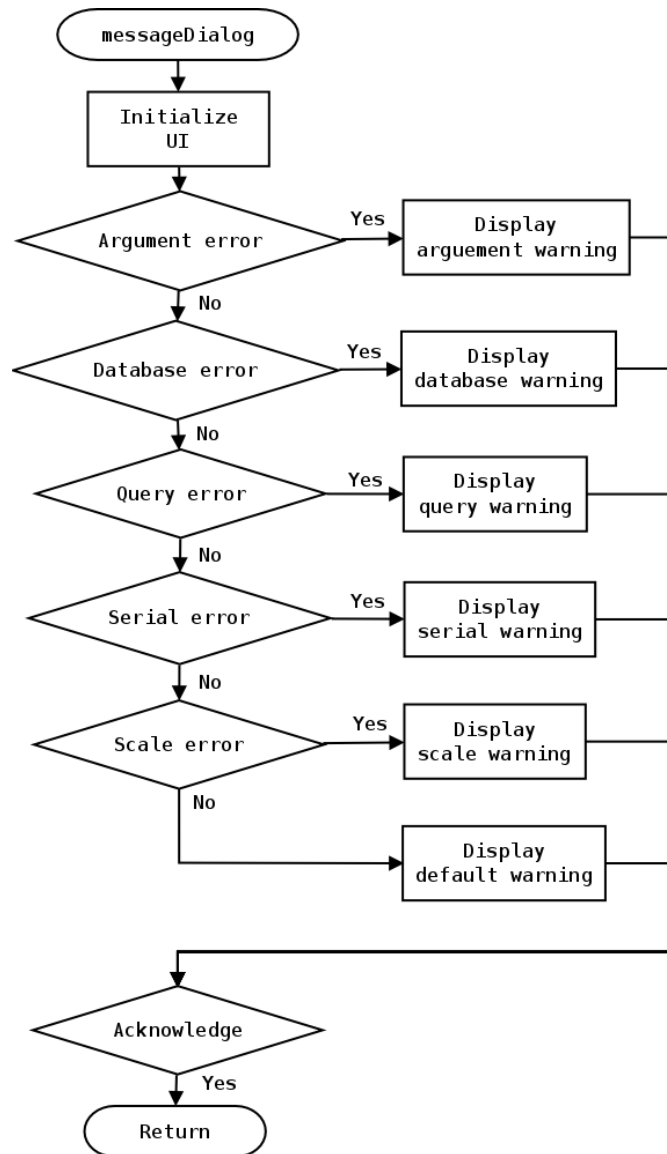 messageDialog
Initialize
UI
Argument error
Yes
Display
arguement warning
No
Database error
Yes
Display
database warning
No
Query error
Yes
Display
query warning
No
Serial error
Yes
Display
serial warning
No
Scale error
Yes
Display
scale warning
No
Display
default warning
Acknowledge
Yes
Return